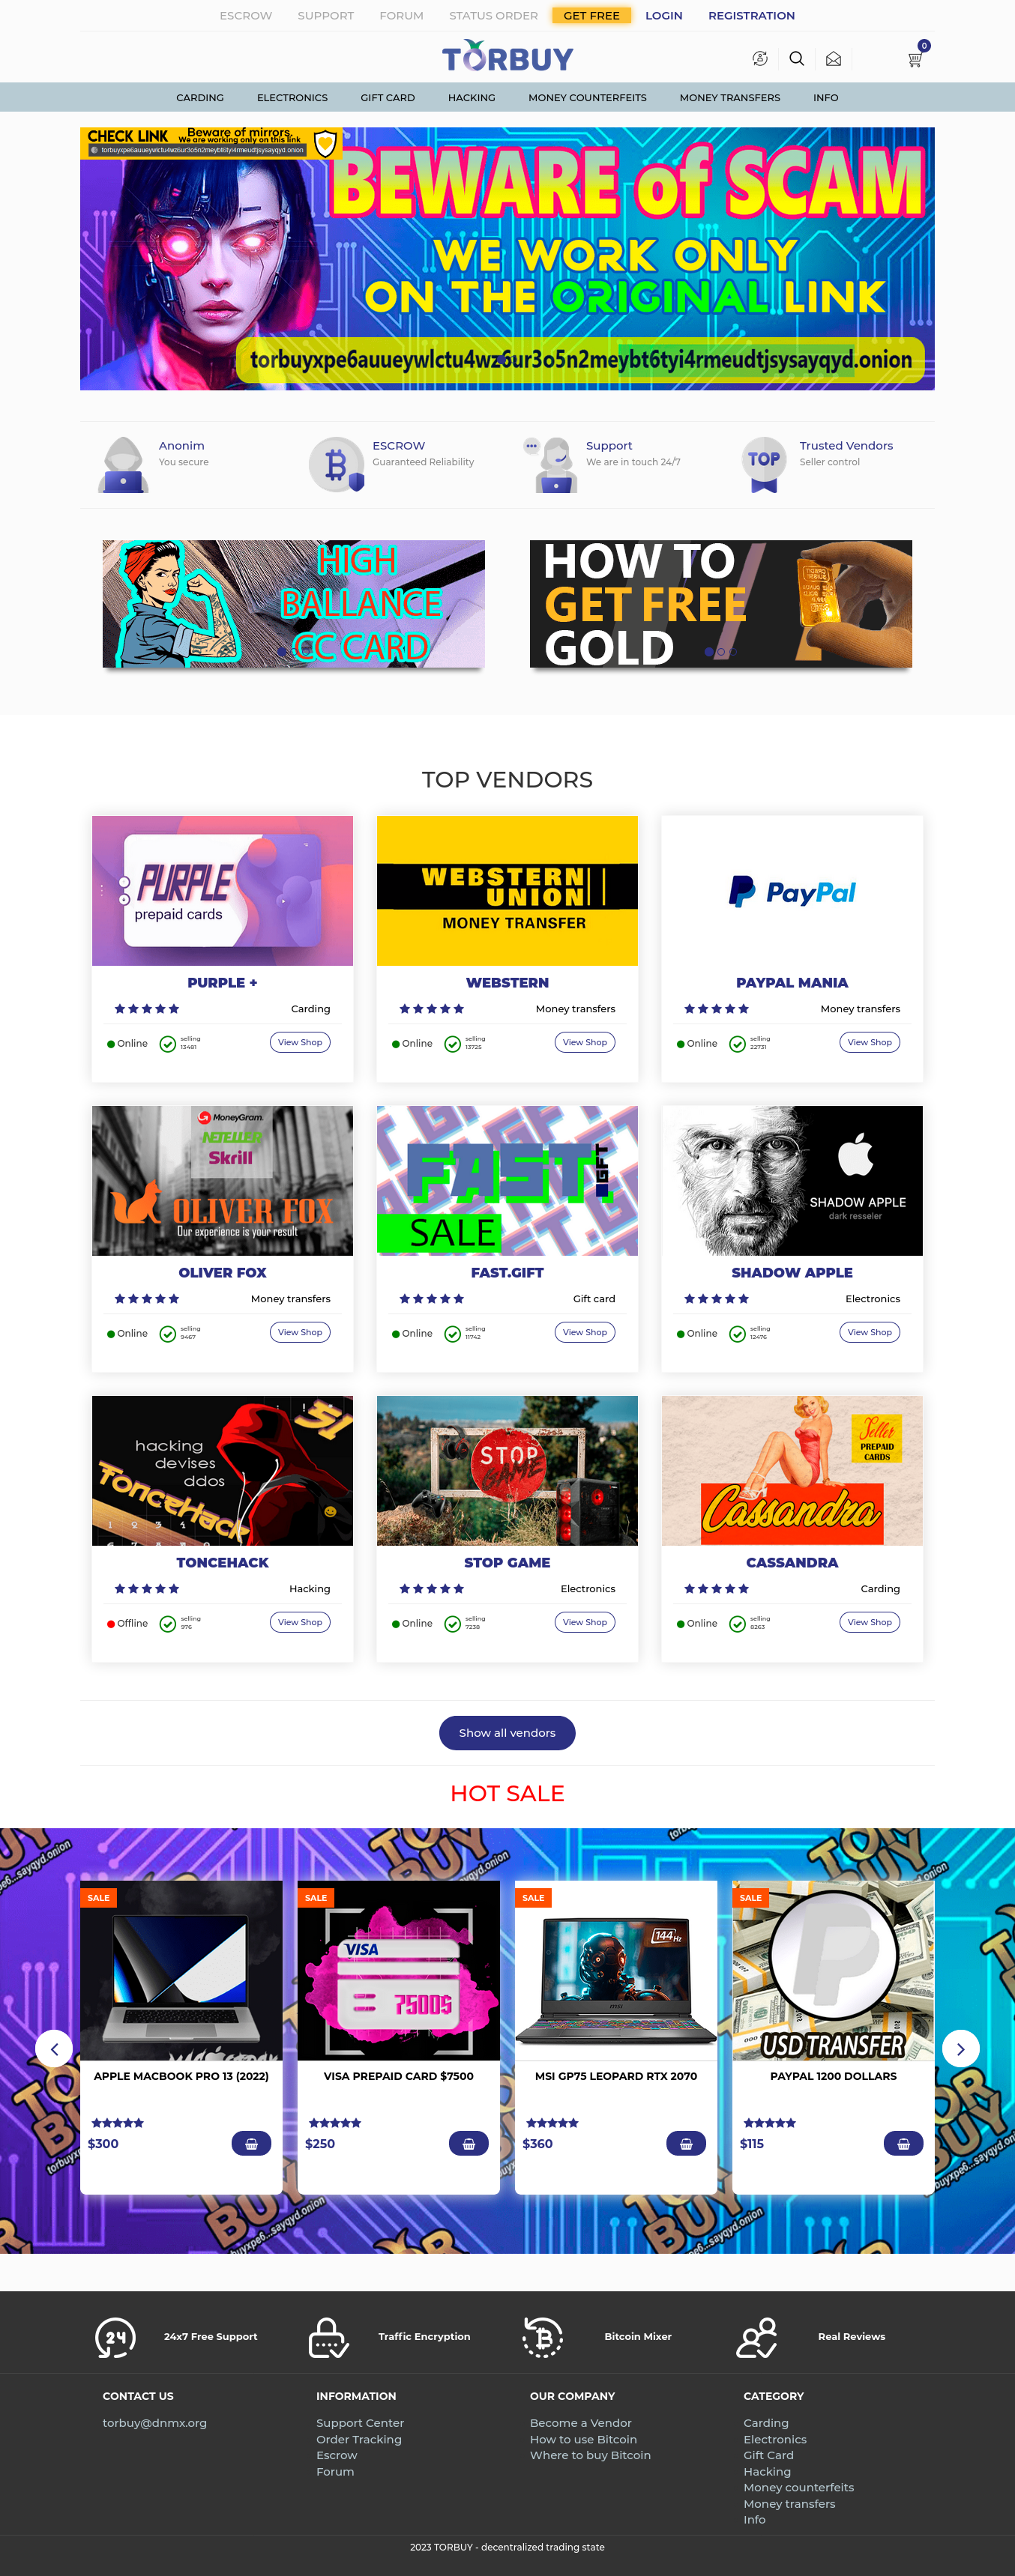 ESCROW SUPPORT FORUM STATUS ORDER GET FREE LOGIN REGISTRATION
TORBUY
0
CARDING ELECTRONICS GIFT CARD HACKING MONEY COUNTERFEITS MONEY TRANSFERS INFO
CHECK LINK Beware of mirrors.
We are working only on this link
torbuyxpe6auueywlctu4wz6ur3o5n2meybt6tyi4rmeudtjsysayqyd.onion
BEWARE of SCAM
WE WORK ONLY
ON THE ORIGINAL LINK
torbuyxpe6auueywlctu4wz6ur3o5n2meybt6tyi4rmeudtjsysayqyd.onion
Anonim
You secure
ESCROW
Guaranteed Reliability
Support
We are in touch 24/7
TOP
Trusted Vendors
Seller control
HIGH
BALLANCE
CC CARD
HOW TO
GET FREE
GOLD
TOP VENDORS
PURPLE
prepaid cards
WEBSTERN
UNION
MONEY TRANSFER
PayPal
PURPLE +
Carding
Online selling 13481 View Shop
WEBSTERN
Money transfers
Online selling 13725 View Shop
PAYPAL MANIA
Money transfers
Online selling 22731 View Shop
MoneyGram.
NETELLER
Skrill
OLIVER FOX
Our experience is your result
FAST
GIFT
SALE
SHADOW APPLE
dark resseler
OLIVER FOX
Money transfers
Online selling 9467 View Shop
FAST.GIFT
Gift card
Online selling 11742 View Shop
SHADOW APPLE
Electronics
Online selling 12476 View Shop
hacking
devises
ddos
51
TonceHack
STOP
GAME
Seller
PREPAID
CARDS
Cassandra
TONCEHACK
Hacking
Offline selling 976 View Shop
STOP GAME
Electronics
Online selling 7238 View Shop
CASSANDRA
Carding
Online selling 8263 View Shop
Show all vendors
HOT SALE
SALE
SALE
VISA
7500$
SALE
144Hz
SALE
USD TRANSFER
APPLE MACBOOK PRO 13 (2022)
$300
VISA PREPAID CARD $7500
$250
MSI GP75 LEOPARD RTX 2070
$360
PAYPAL 1200 DOLLARS
$115
24 24x7 Free Support
Traffic Encryption
Bitcoin Mixer
Real Reviews
CONTACT US
torbuy@dnmx.org
INFORMATION
Support Center
Order Tracking
Escrow
Forum
OUR COMPANY
Become a Vendor
How to use Bitcoin
Where to buy Bitcoin
CATEGORY
Carding
Electronics
Gift Card
Hacking
Money counterfeits
Money transfers
Info
2023 TORBUY - decentralized trading state